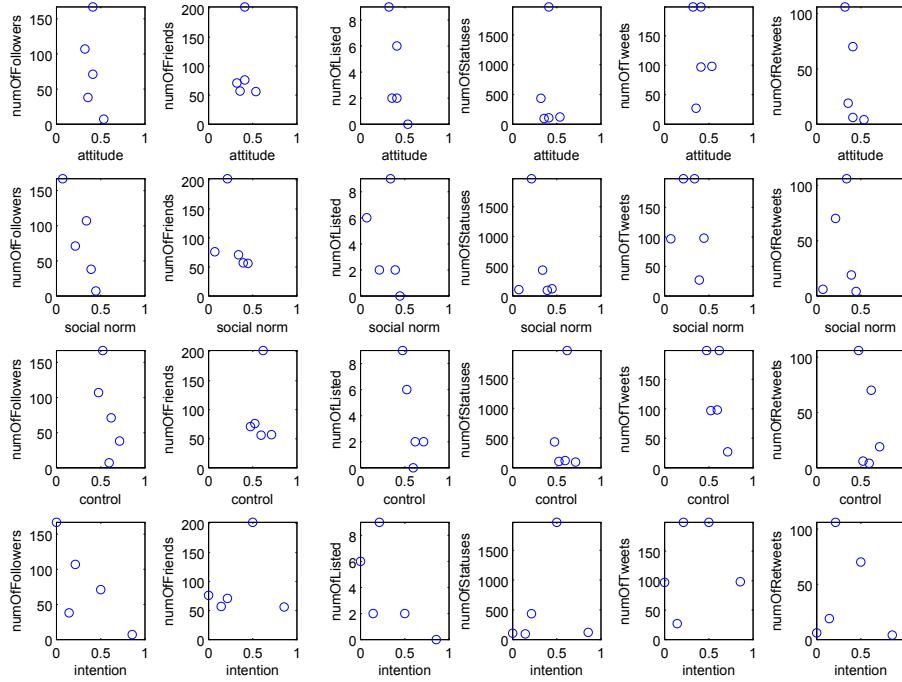 numOfFollowers 150 100 50 0 0 0.5 1 attitude
numOfFriends 200 150 100 50 0 0 0.5 1 attitude
numOfListed 8 6 4 2 0 0 0.5 1 attitude
numOfStatuses 1500 1000 500 0 0 0.5 1 attitude
numOfTweets 150 100 50 0 0 0.5 1 attitude
numOfRetweets 100 50 0 0 0.5 attitude
numOfFollowers 150 100 50 0 0 0.5 1 social norm
numOfFriends 200 150 100 50 0 0 0.5 1 social norm
numOfListed 8 6 4 2 0 0 0.5 1 social norm
numOfStatuses 1500 1000 500 0 0 0.5 1 social norm
numOfTweets 150 100 50 0 0 0.5 1 social norm
numOfRetweets 100 50 0 0 0.5 social norm
numOfFollowers 150 100 50 0 0 0.5 1 control
numOfFriends 200 150 100 50 0 0 0.5 1 control
numOfListed 8 6 4 2 0 0 0.5 1 control
numOfStatuses 1500 1000 500 0 0 0.5 1 control
numOfTweets 150 100 50 0 0 0.5 1 control
numOfRetweets 100 50 0 0 0.5 control
numOfFollowers 150 100 50 0 0 0.5 1 intention
numOfFriends 200 150 100 50 0 0 0.5 1 intention
numOfListed 8 6 4 2 0 0 0.5 1 intention
numOfStatuses 1500 1000 500 0 0 0.5 1 intention
numOfTweets 150 100 50 0 0 0.5 1 intention
numOfRetweets 100 50 0 0 0.5 intention